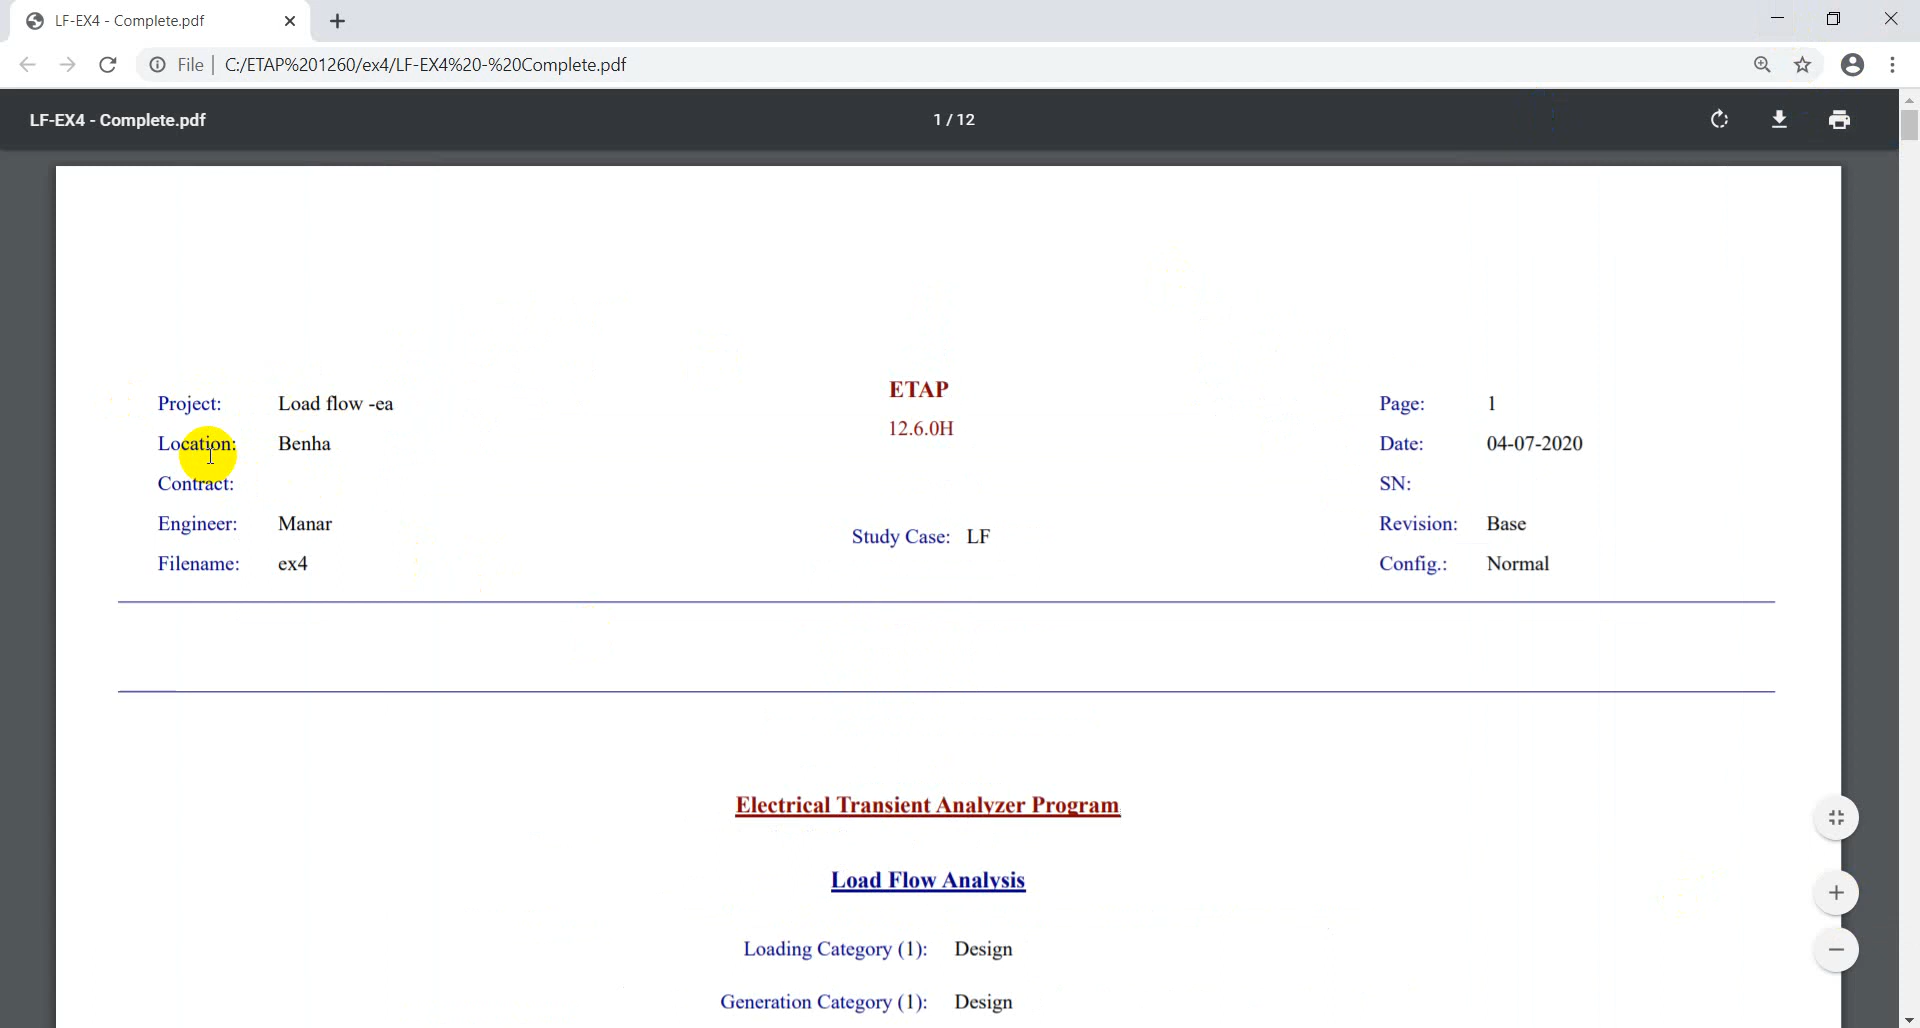 LF-EX4 - Complete.pdf
File | C:/ETAP%201260/ex4/LF-EX4%20-%20Complete.pdf
LF-EX4 - Complete.pdf
1 / 12
ETAP
Project: Load flow -ea
Page: 1
12.6.0H
Location: Benha
Date: 04-07-2020
Contract:
SN:
Engineer: Manar
Study Case: LF
Revision: Base
Filename: ex4
Config.: Normal
Electrical Transient Analyzer Program
Load Flow Analysis
Loading Category (1): Design
Generation Category (1): Design